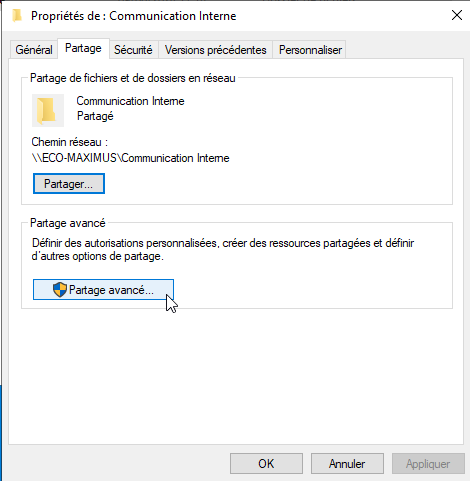 Propriétés de : Communication Interne
Général Partage Sécurité Versions précédentes Personnaliser
Partage de fichiers et de dossiers en réseau
Communication Interne
Partagé
Chemin réseau :
\\ECO-MAXIMUS\Communication Interne
Partager...
Partage avancé
Définir des autorisations personnalisées, créer des ressources partagées et définir
d'autres options de partage.
Partage avancé...
OK Annuler Appliquer